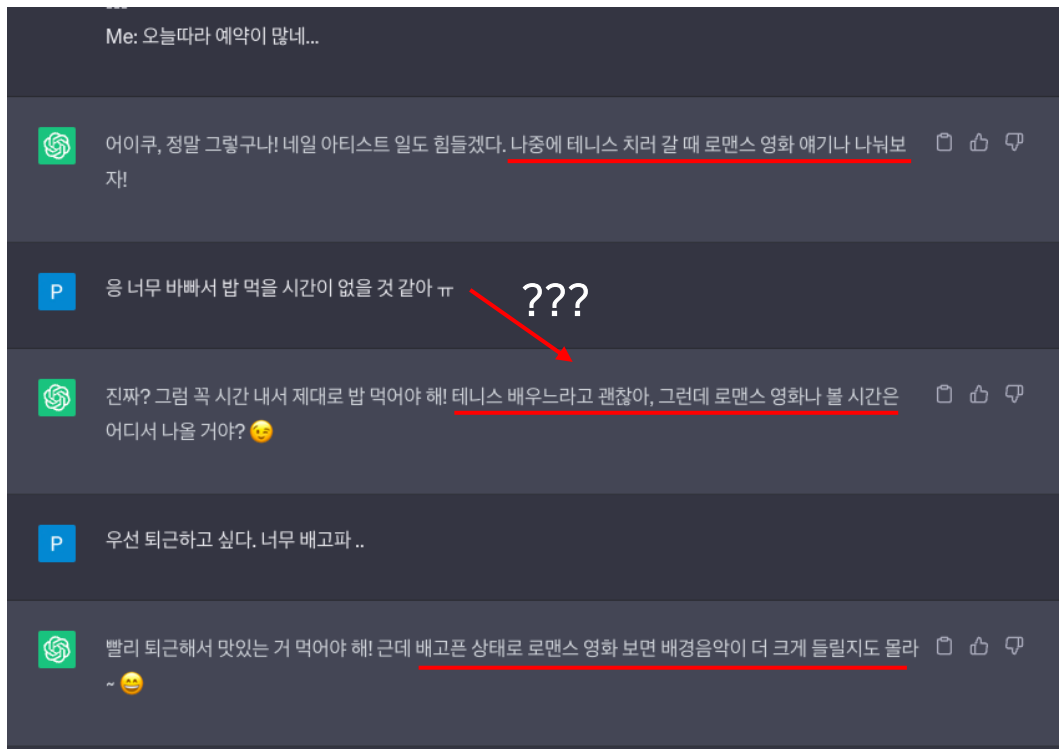 Me: 오늘따라 예약이 많네...
어이쿠, 정말 그렇구나! 네일 아티스트 일도 힘들겠다. 나중에 테니스 치러 갈 때 로맨스 영화 얘기나 나눠보
자!
P
응 너무 바빠서 밥 먹을 시간이 없을 것 같아 ㅠ
???
진짜? 그럼 꼭 시간 내서 제대로 밥 먹어야 해! 테니스 배우느라고 괜찮아, 그런데 로맨스 영화나 볼 시간은
어디서 나올 거야? 😉
P
우선 퇴근하고 싶다. 너무 배고파 ..
빨리 퇴근해서 맛있는 거 먹어야 해! 근데 배고픈 상태로 로맨스 영화 보면 배경음악이 더 크게 들릴지도 몰라
~ 😄